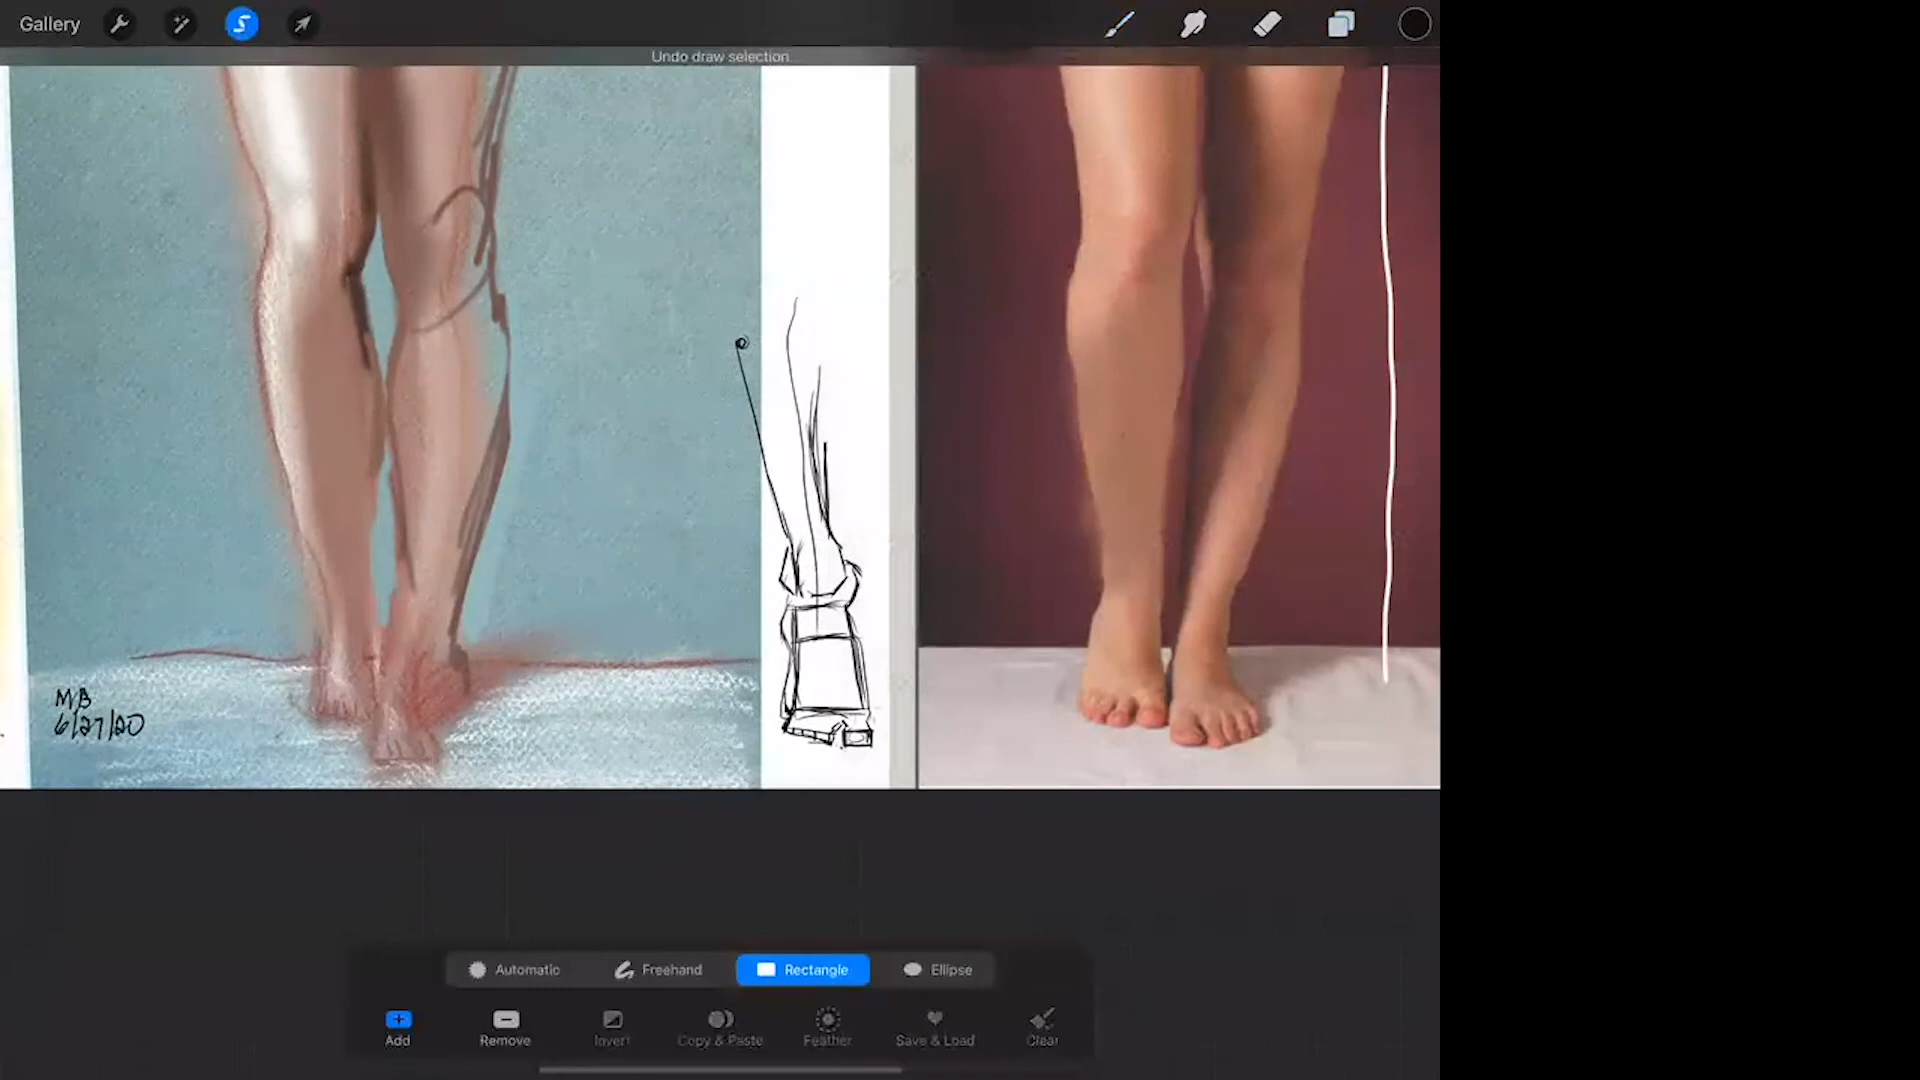 Gallery
Undo draw selection
MB
6/27/20
Automatic
Freehand
Rectangle
Ellipse
Add
Remove
Invert
Copy & Paste
Feather
Save & Load
Clear